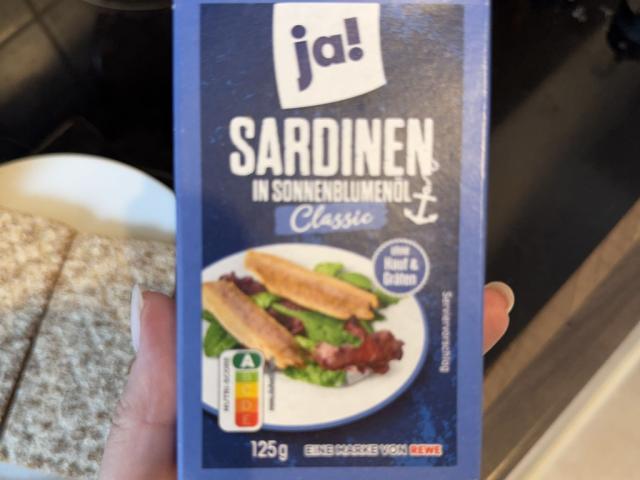 ja!
SARDINEN
IN SONNENBLUMENÖL
Classic
ohne
Haut &
Gräten
Serviervorschlag
NUTRI-SCORE
A
B
C
D
E
125g
EINE MARKE VON REWE